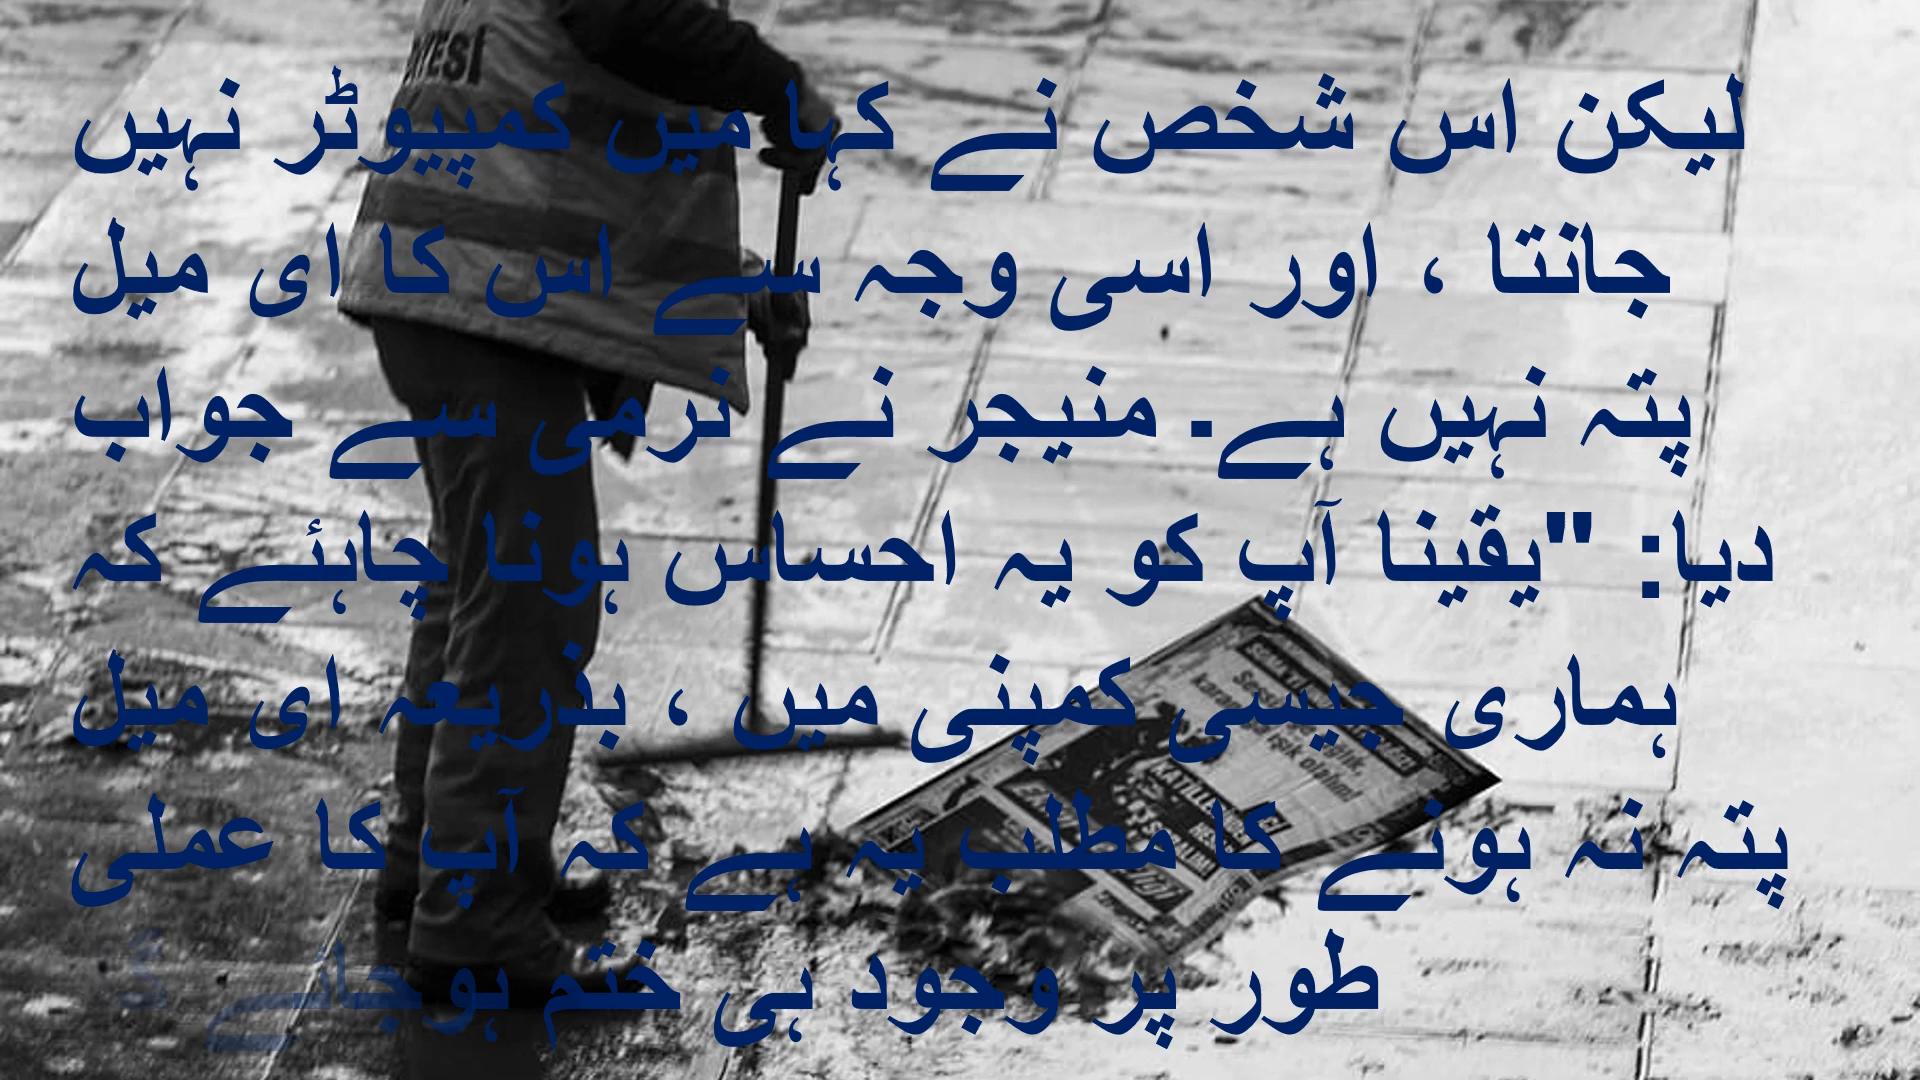 لیکن اس شخص نے کہا میں کمپیوٹر نہیں
جانتا ، اور اسی وجہ سے اس کا ای میل
پتہ نہیں ہے۔ منیجر نے نرمی سے جواب
دیا: "یقینا آپ کو یہ احساس ہونا چاہئے کہ
ہماری جیسی کمپنی میں ، بذریعہ ای میل
پتہ نہ ہونے کا مطلب یہ ہے کہ آپ کا عملی
طور پر وجود ہی ختم ہوجائے